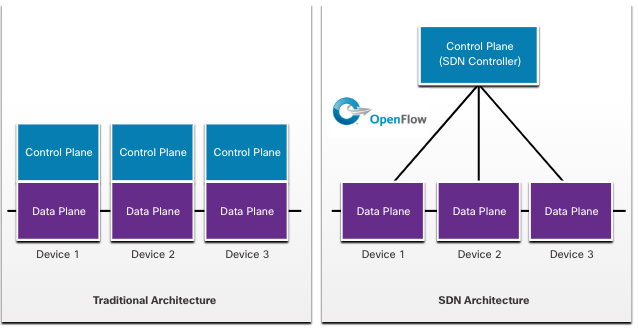 Control Plane
Control Plane
Control Plane
Data Plane
Data Plane
Data Plane
Device 1
Device 2
Device 3
Traditional Architecture
Control Plane
(SDN Controller)
OpenFlow
Data Plane
Data Plane
Data Plane
Device 1
Device 2
Device 3
SDN Architecture